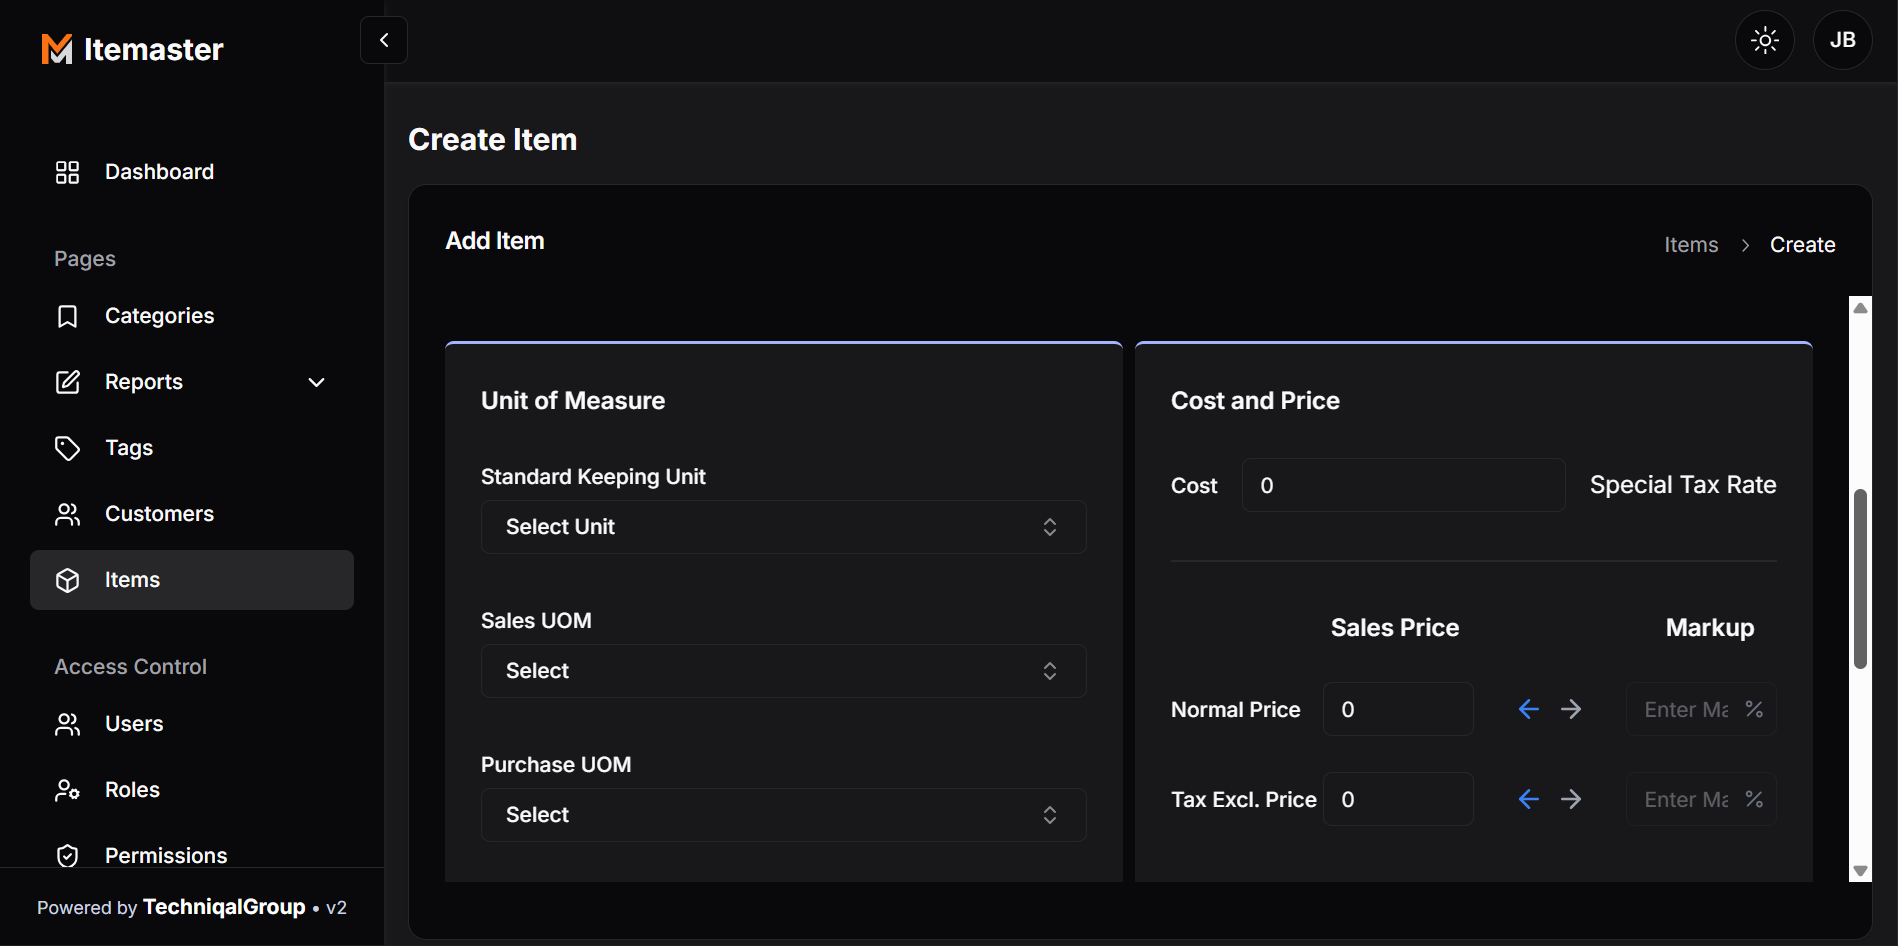 Itemaster
JB
Dashboard
Pages
Categories
Reports
Tags
Customers
Items
Access Control
Users
Roles
Permissions
Powered by TechniqalGroup • v2
Create Item
Add Item
Items > Create
Unit of Measure
Standard Keeping Unit
Select Unit
Sales UOM
Select
Purchase UOM
Select
Cost and Price
Cost 0 Special Tax Rate
Sales Price Markup
Normal Price 0 Enter Ma %
Tax Excl. Price 0 Enter Ma %